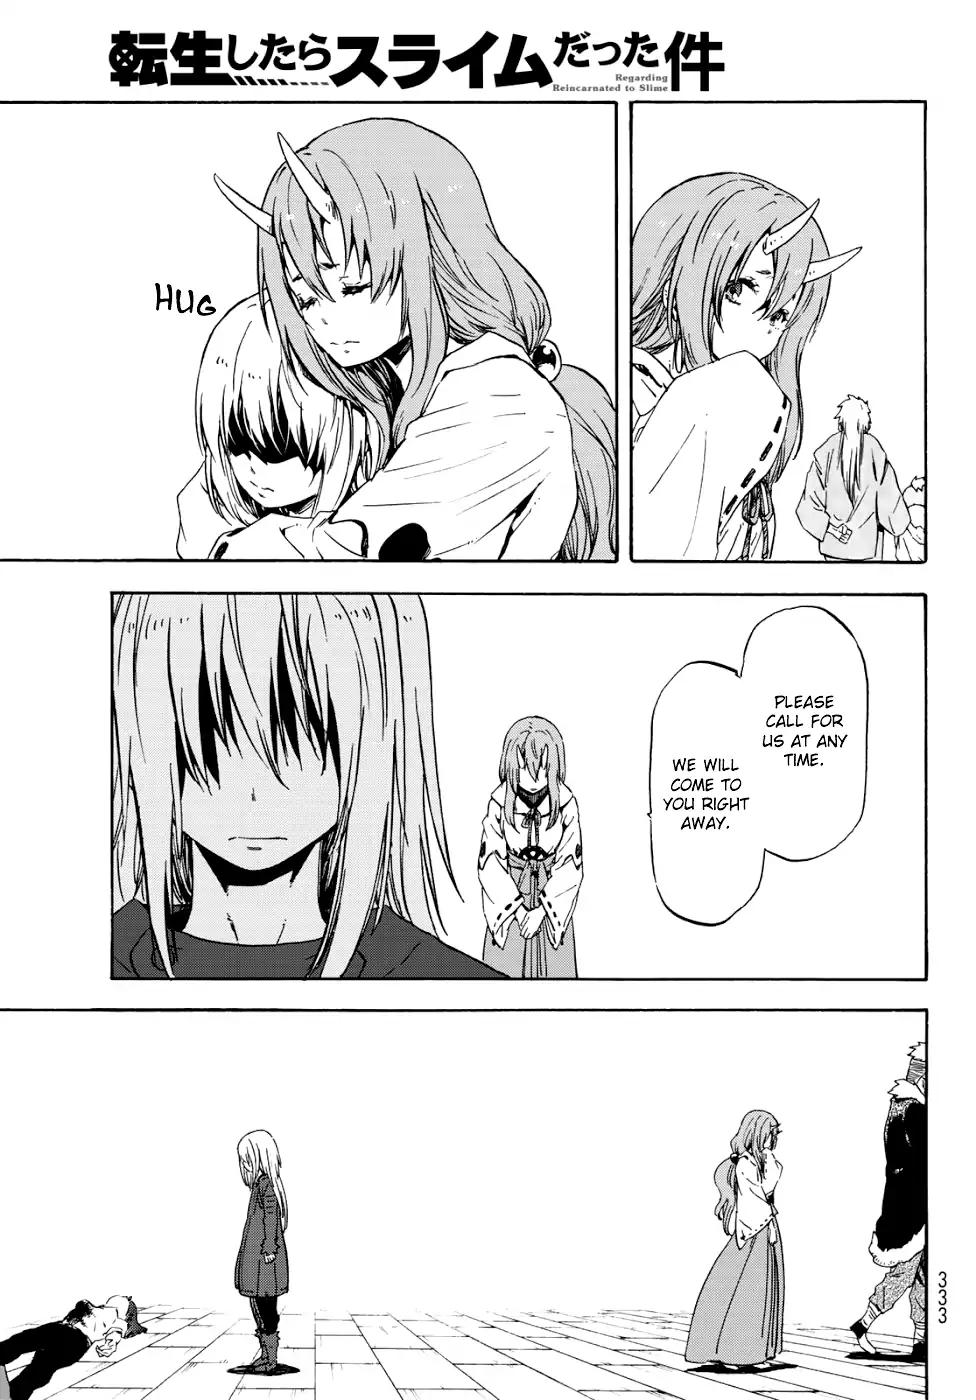 転生したらスライムだった件
Regarding
Reincarnated to Slime
HUG
PLEASE
CALL FOR
US AT ANY
TIME.
WE WILL
COME TO
YOU RIGHT
AWAY.
333